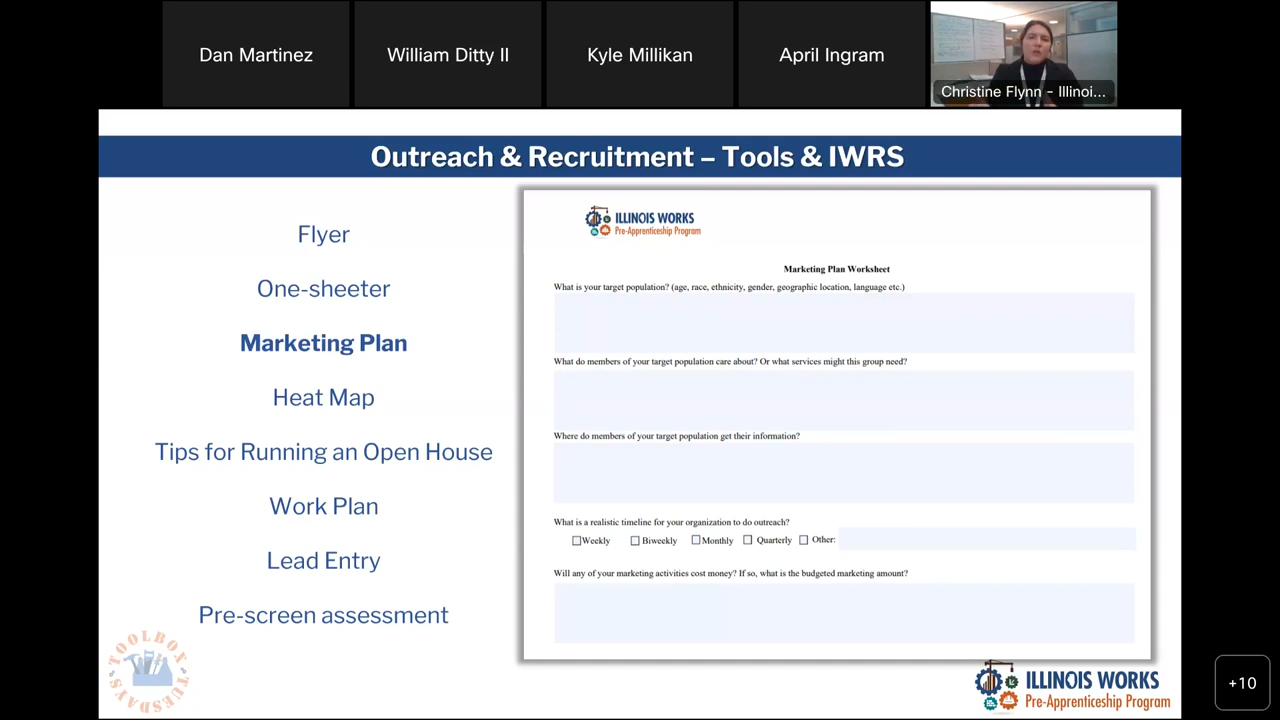 Dan Martinez
William Ditty II
Kyle Millikan
April Ingram
Christine Flynn - Illinoi...
Outreach & Recruitment – Tools & IWRS
Flyer
One-sheeter
Marketing Plan
Heat Map
Tips for Running an Open House
Work Plan
Lead Entry
Pre-screen assessment
TOOLBOX
TUESDAYS
ILLINOIS WORKS
Pre-Apprenticeship Program
Marketing Plan Worksheet
What is your target population? (age, race, ethnicity, gender, geographic location, language etc.)
What do members of your target population care about? Or what services might this group need?
Where do members of your target population get their information?
What is a realistic timeline for your organization to do outreach?
Weekly Biweekly Monthly Quarterly Other:
Will any of your marketing activities cost money? If so, what is the budgeted marketing amount?
ILLINOIS WORKS
Pre-Apprenticeship Program
+10